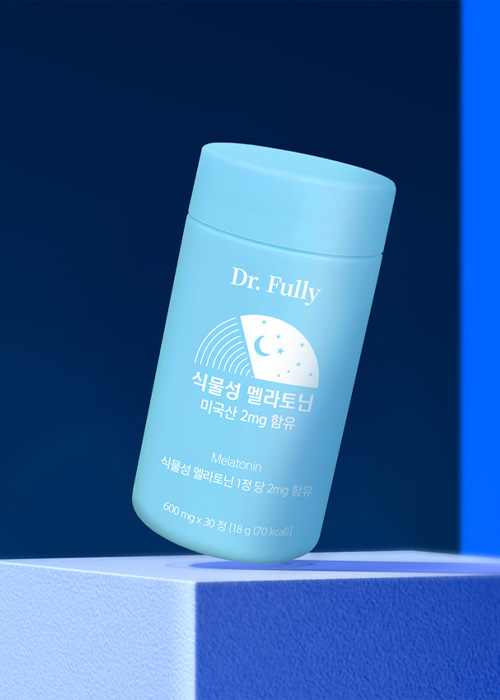 Dr. Fully
식물성 멜라토닌
미국산 2mg 함유
Melatonin
식물성 멜라토닌 1정 당 2mg 함유
600 mg x 30 정 [18 g (70 kcal)]